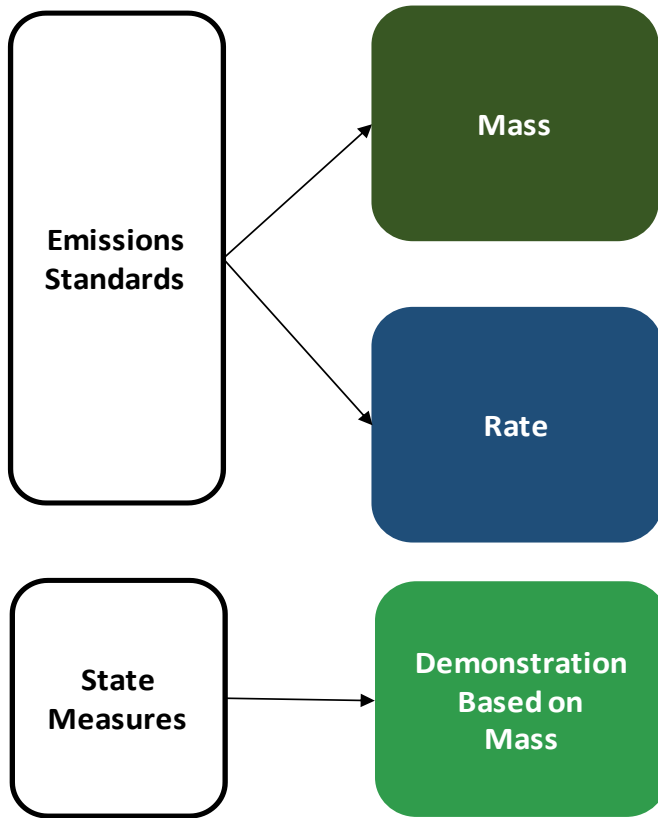 Mass
Emissions
Standards
Rate
State
Measures
Demonstration
Based on
Mass